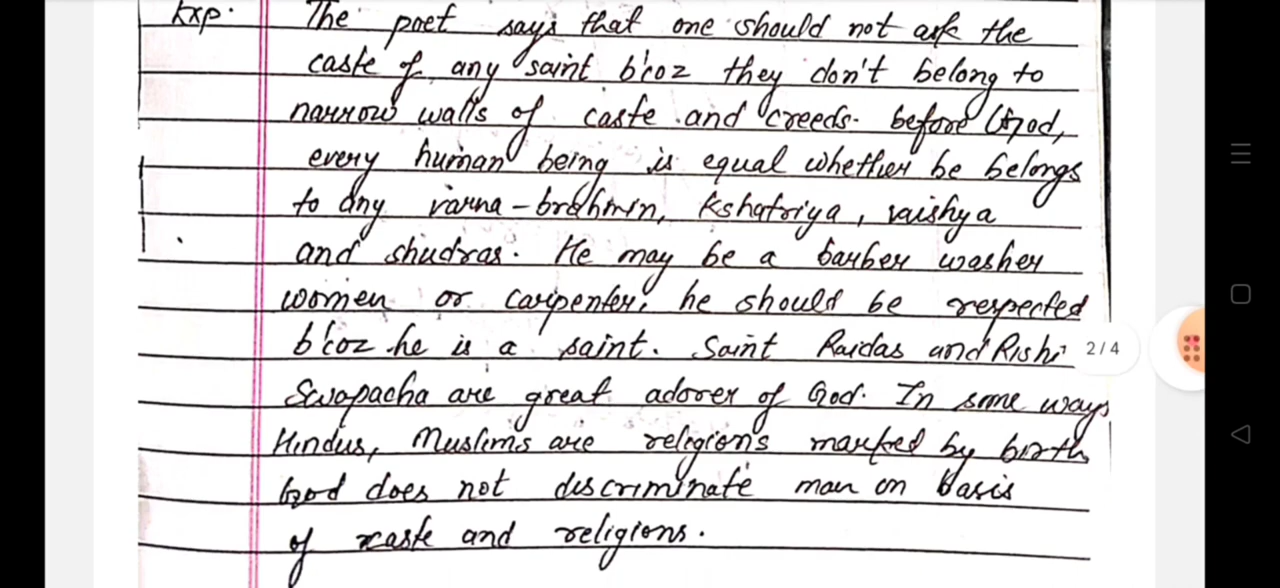 Exp. The poet says that one should not ask the
caste of any saint b'coz they don't belong to
narrow walls of caste and creeds. before God,
every human being is equal whether be belongs
to any varna - brahmin, Kshatriya, vaishya
and shudras. He may be a barber washer
women or carpenter, he should be respected
b'coz he is a saint. Saint Raidas and Rishi
Swapacha are great adorer of God. In some ways
Hindus, Muslims are religions marked by birth
God does not discriminate man on basis
of caste and religions.
2/4